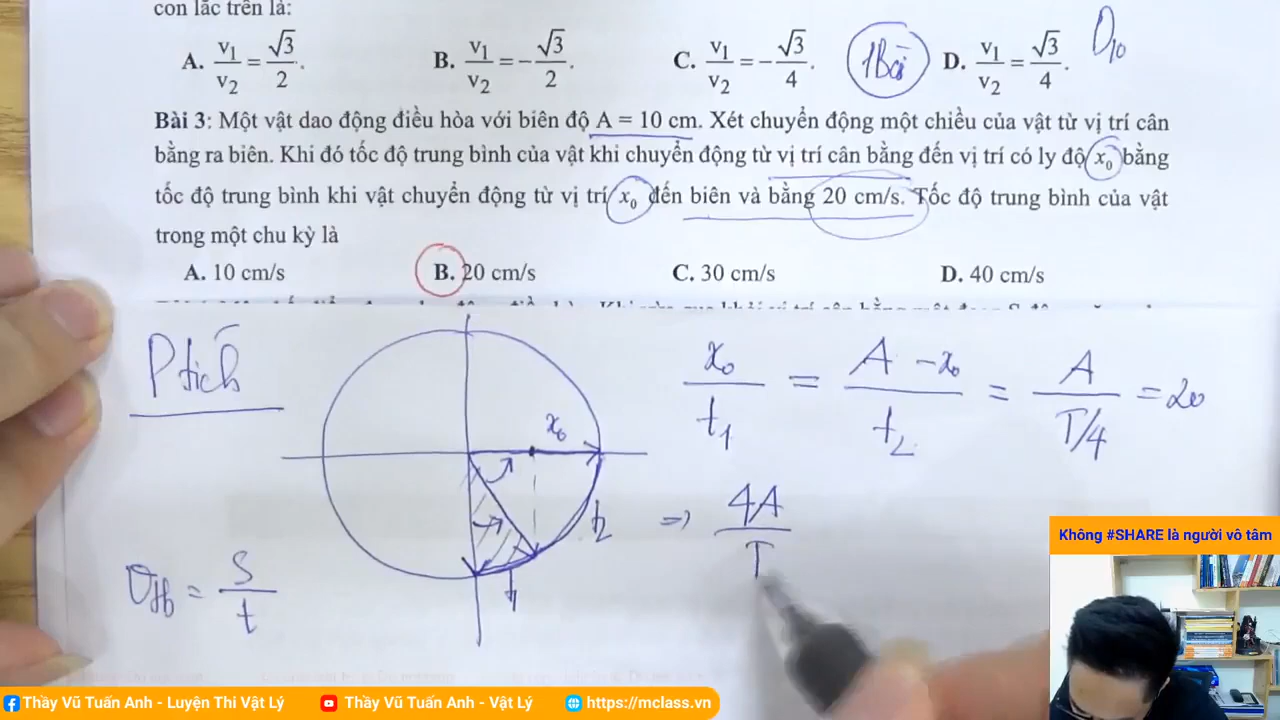 con lắc trên là:
A. v₁/v₂ = √3/2. B. v₁/v₂ = −√3/2. C. v₁/v₂ = −√3/4. 1 Bài D. v₁/v₂ = √3/4.
Bài 3: Một vật dao động điều hòa với biên độ A = 10 cm. Xét chuyển động một chiều của vật từ vị trí cân
bằng ra biên. Khi đó tốc độ trung bình của vật khi chuyển động từ vị trí cân bằng đến vị trí có ly độ x₀ bằng
tốc độ trung bình khi vật chuyển động từ vị trí x₀ đến biên và bằng 20 cm/s. Tốc độ trung bình của vật
trong một chu kỳ là
A. 10 cm/s B. 20 cm/s C. 30 cm/s D. 40 cm/s
Ptích
x₀
x₀/t₁ = A - x₀/t₂ = A/T/4 = 20
t₂
t₁
=> 4A/T
= S/t
Không #SHARE là người vô tâm
Thầy Vũ Tuấn Anh - Luyện Thi Vật Lý Thầy Vũ Tuấn Anh - Vật Lý https://mclass.vn